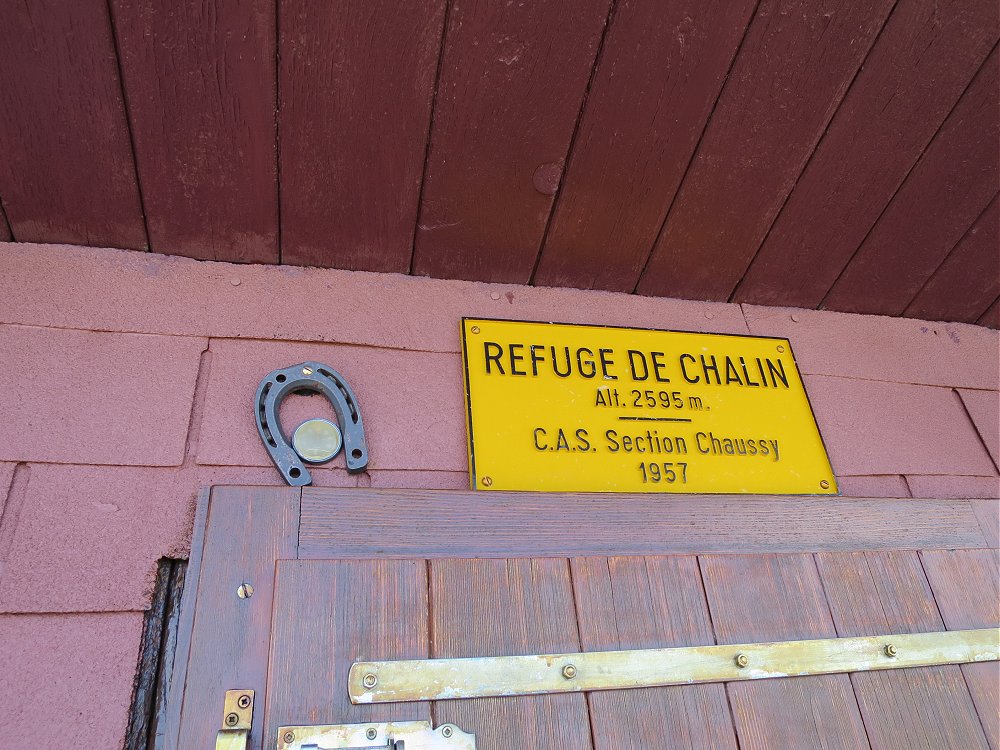 REFUGE DE CHALIN
Alt. 2595 m.
C.A.S. Section Chaussy
1957